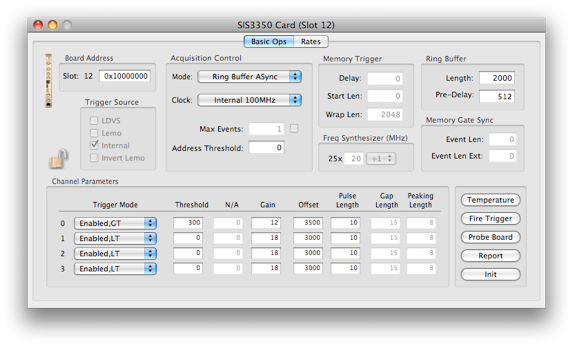 SIS3350 Card (Slot 12)
Basic Ops Rates
Board Address
Slot: 12 0x10000000
Trigger Source
LDVS
Lemo
Internal
Invert Lemo
Acquisition Control
Mode: Ring Buffer ASync
Clock: Internal 100MHz
Max Events: 1
Address Threshold: 0
Memory Trigger
Delay: 0
Start Len: 0
Wrap Len: 2048
Freq Synthesizer (MHz)
25x 20 ÷1
Ring Buffer
Length: 2000
Pre-Delay: 512
Memory Gate Sync
Event Len: 0
Event Len Ext: 0
Channel Parameters
Trigger Mode Threshold N/A Gain Offset Pulse Length Gap Length Peaking Length
0 Enabled,GT 300 0 12 3500 10 15 8
1 Enabled,LT 0 0 18 3000 10 15 8
2 Enabled,LT 0 0 18 3000 10 15 8
3 Enabled,LT 0 0 18 3000 10 15 8
Temperature
Fire Trigger
Probe Board
Report
Init